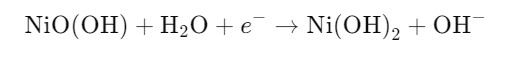 NiO(OH) + H₂O + e⁻ → Ni(OH)₂ + OH⁻